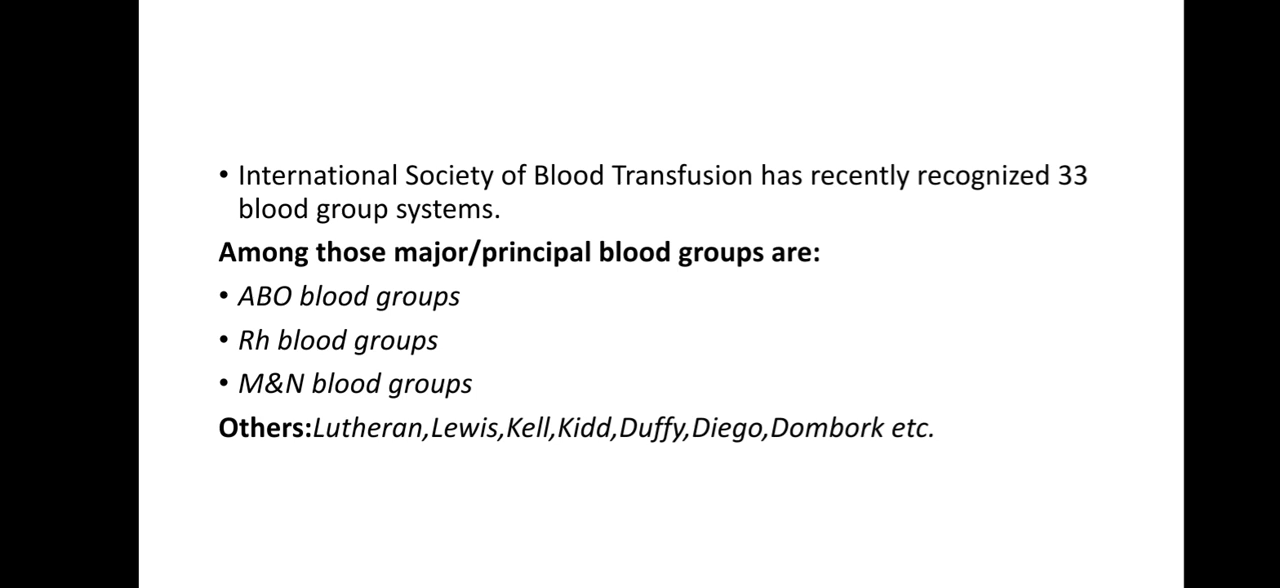 • International Society of Blood Transfusion has recently recognized 33
blood group systems.
Among those major/principal blood groups are:
• ABO blood groups
• Rh blood groups
• M&N blood groups
Others:Lutheran,Lewis,Kell,Kidd,Duffy,Diego,Dombork etc.